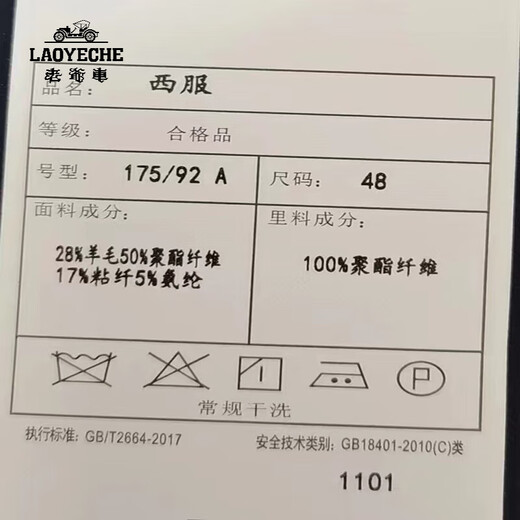 LAOYECHE
老爺車
品名: 西服
等级: 合格品
号型: 175/92 A 尺码: 48
面料成分: 里料成分:
28%羊毛50%聚酯纤维 100%聚酯纤维
17%粘纤5%氨纶
P
常规干洗
执行标准: GB/T2664-2017 安全技术类别: GB18401-2010(C)类
1101